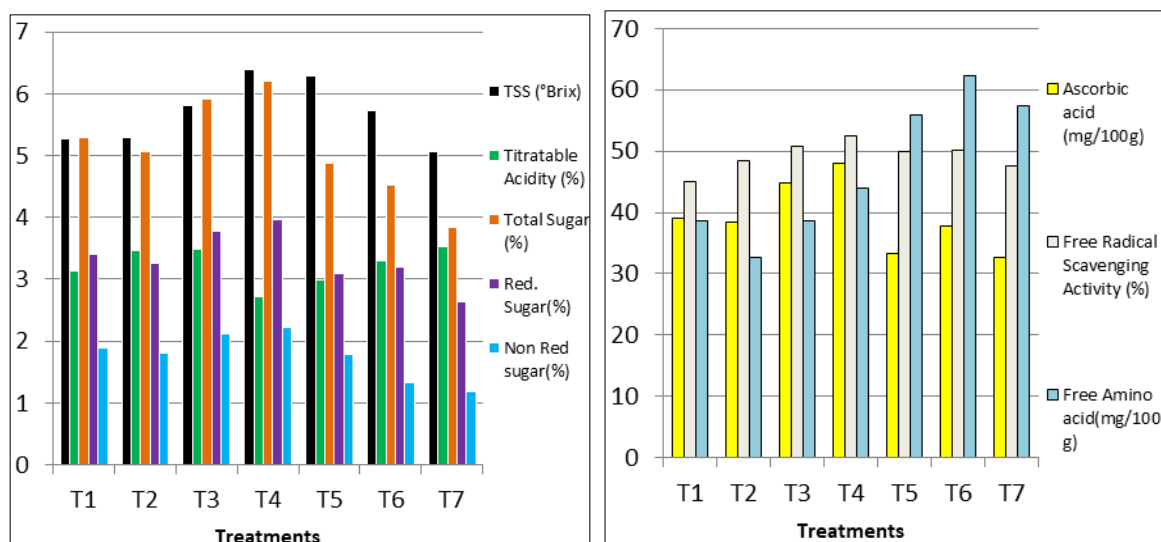 7
6
5
4
3
2
1
0
T1 T2 T3 T4 T5 T6 T7
Treatments
TSS (°Brix)
Titratable
Acidity (%)
Total Sugar
(%)
Red.
Sugar(%)
Non Red
sugar(%)
70
60
50
40
30
20
10
0
T1 T2 T3 T4 T5 T6 T7
Treatments
Ascorbic
acid
(mg/100g)
Free Radical
Scavenging
Activity (%)
Free Amino
acid(mg/100
g)